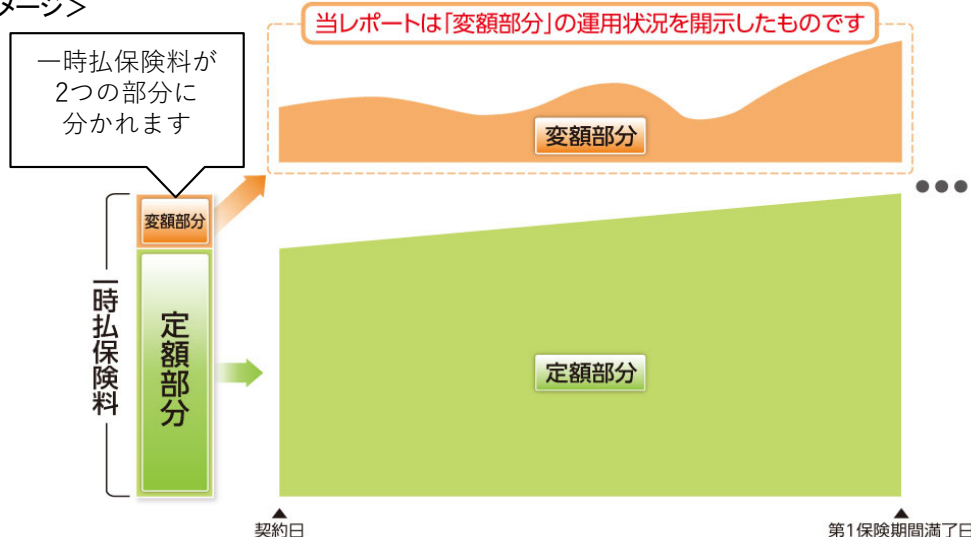 メージ>
当レポートは「変額部分」の運用状況を開示したものです
一時払保険料が
2つの部分に
分かれます
変額部分
変額部分
一時払保険料
定額部分
定額部分
●●●
▲
契約日
▲
第1保険期間満了日